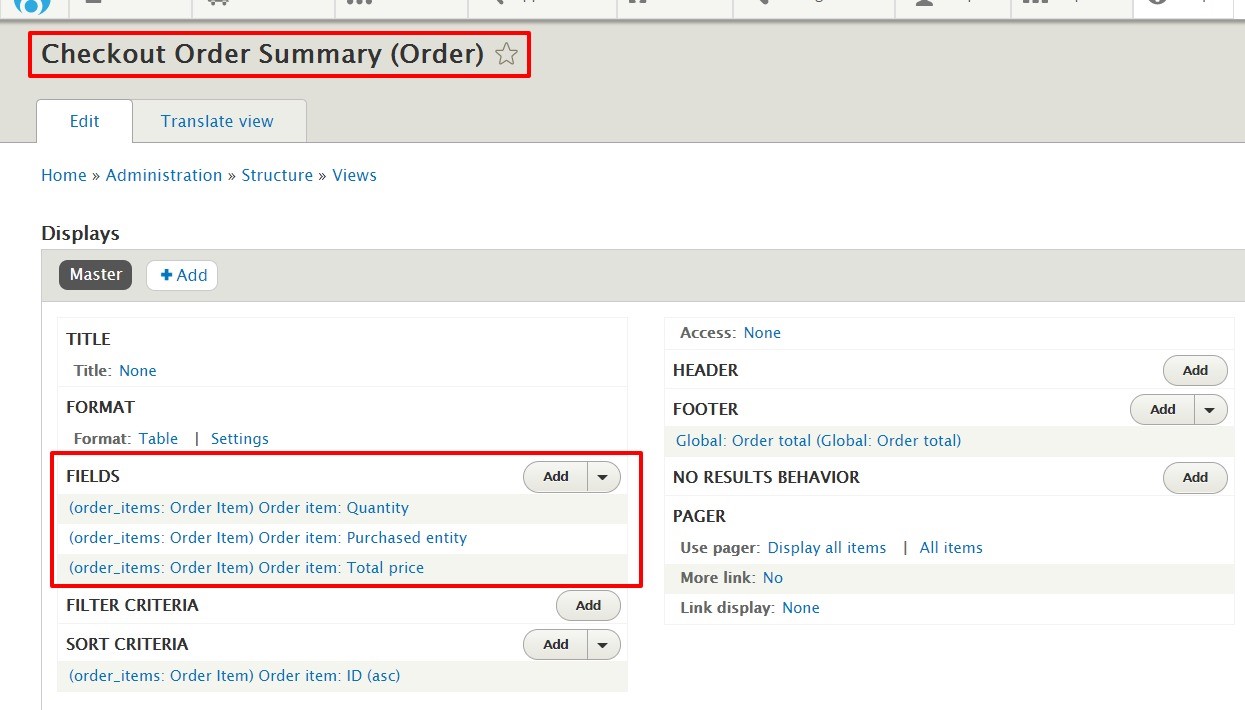 Checkout Order Summary (Order)
Edit
Translate view
Home » Administration » Structure » Views
Displays
Master
Add
TITLE
Title: None
FORMAT
Format: Table | Settings
FIELDS
Add
(order_items: Order Item) Order item: Quantity
(order_items: Order Item) Order item: Purchased entity
(order_items: Order Item) Order item: Total price
FILTER CRITERIA
Add
SORT CRITERIA
Add
(order_items: Order Item) Order item: ID (asc)
Access: None
HEADER
Add
FOOTER
Add
Global: Order total (Global: Order total)
NO RESULTS BEHAVIOR
Add
PAGER
Use pager: Display all items | All items
More link: No
Link display: None